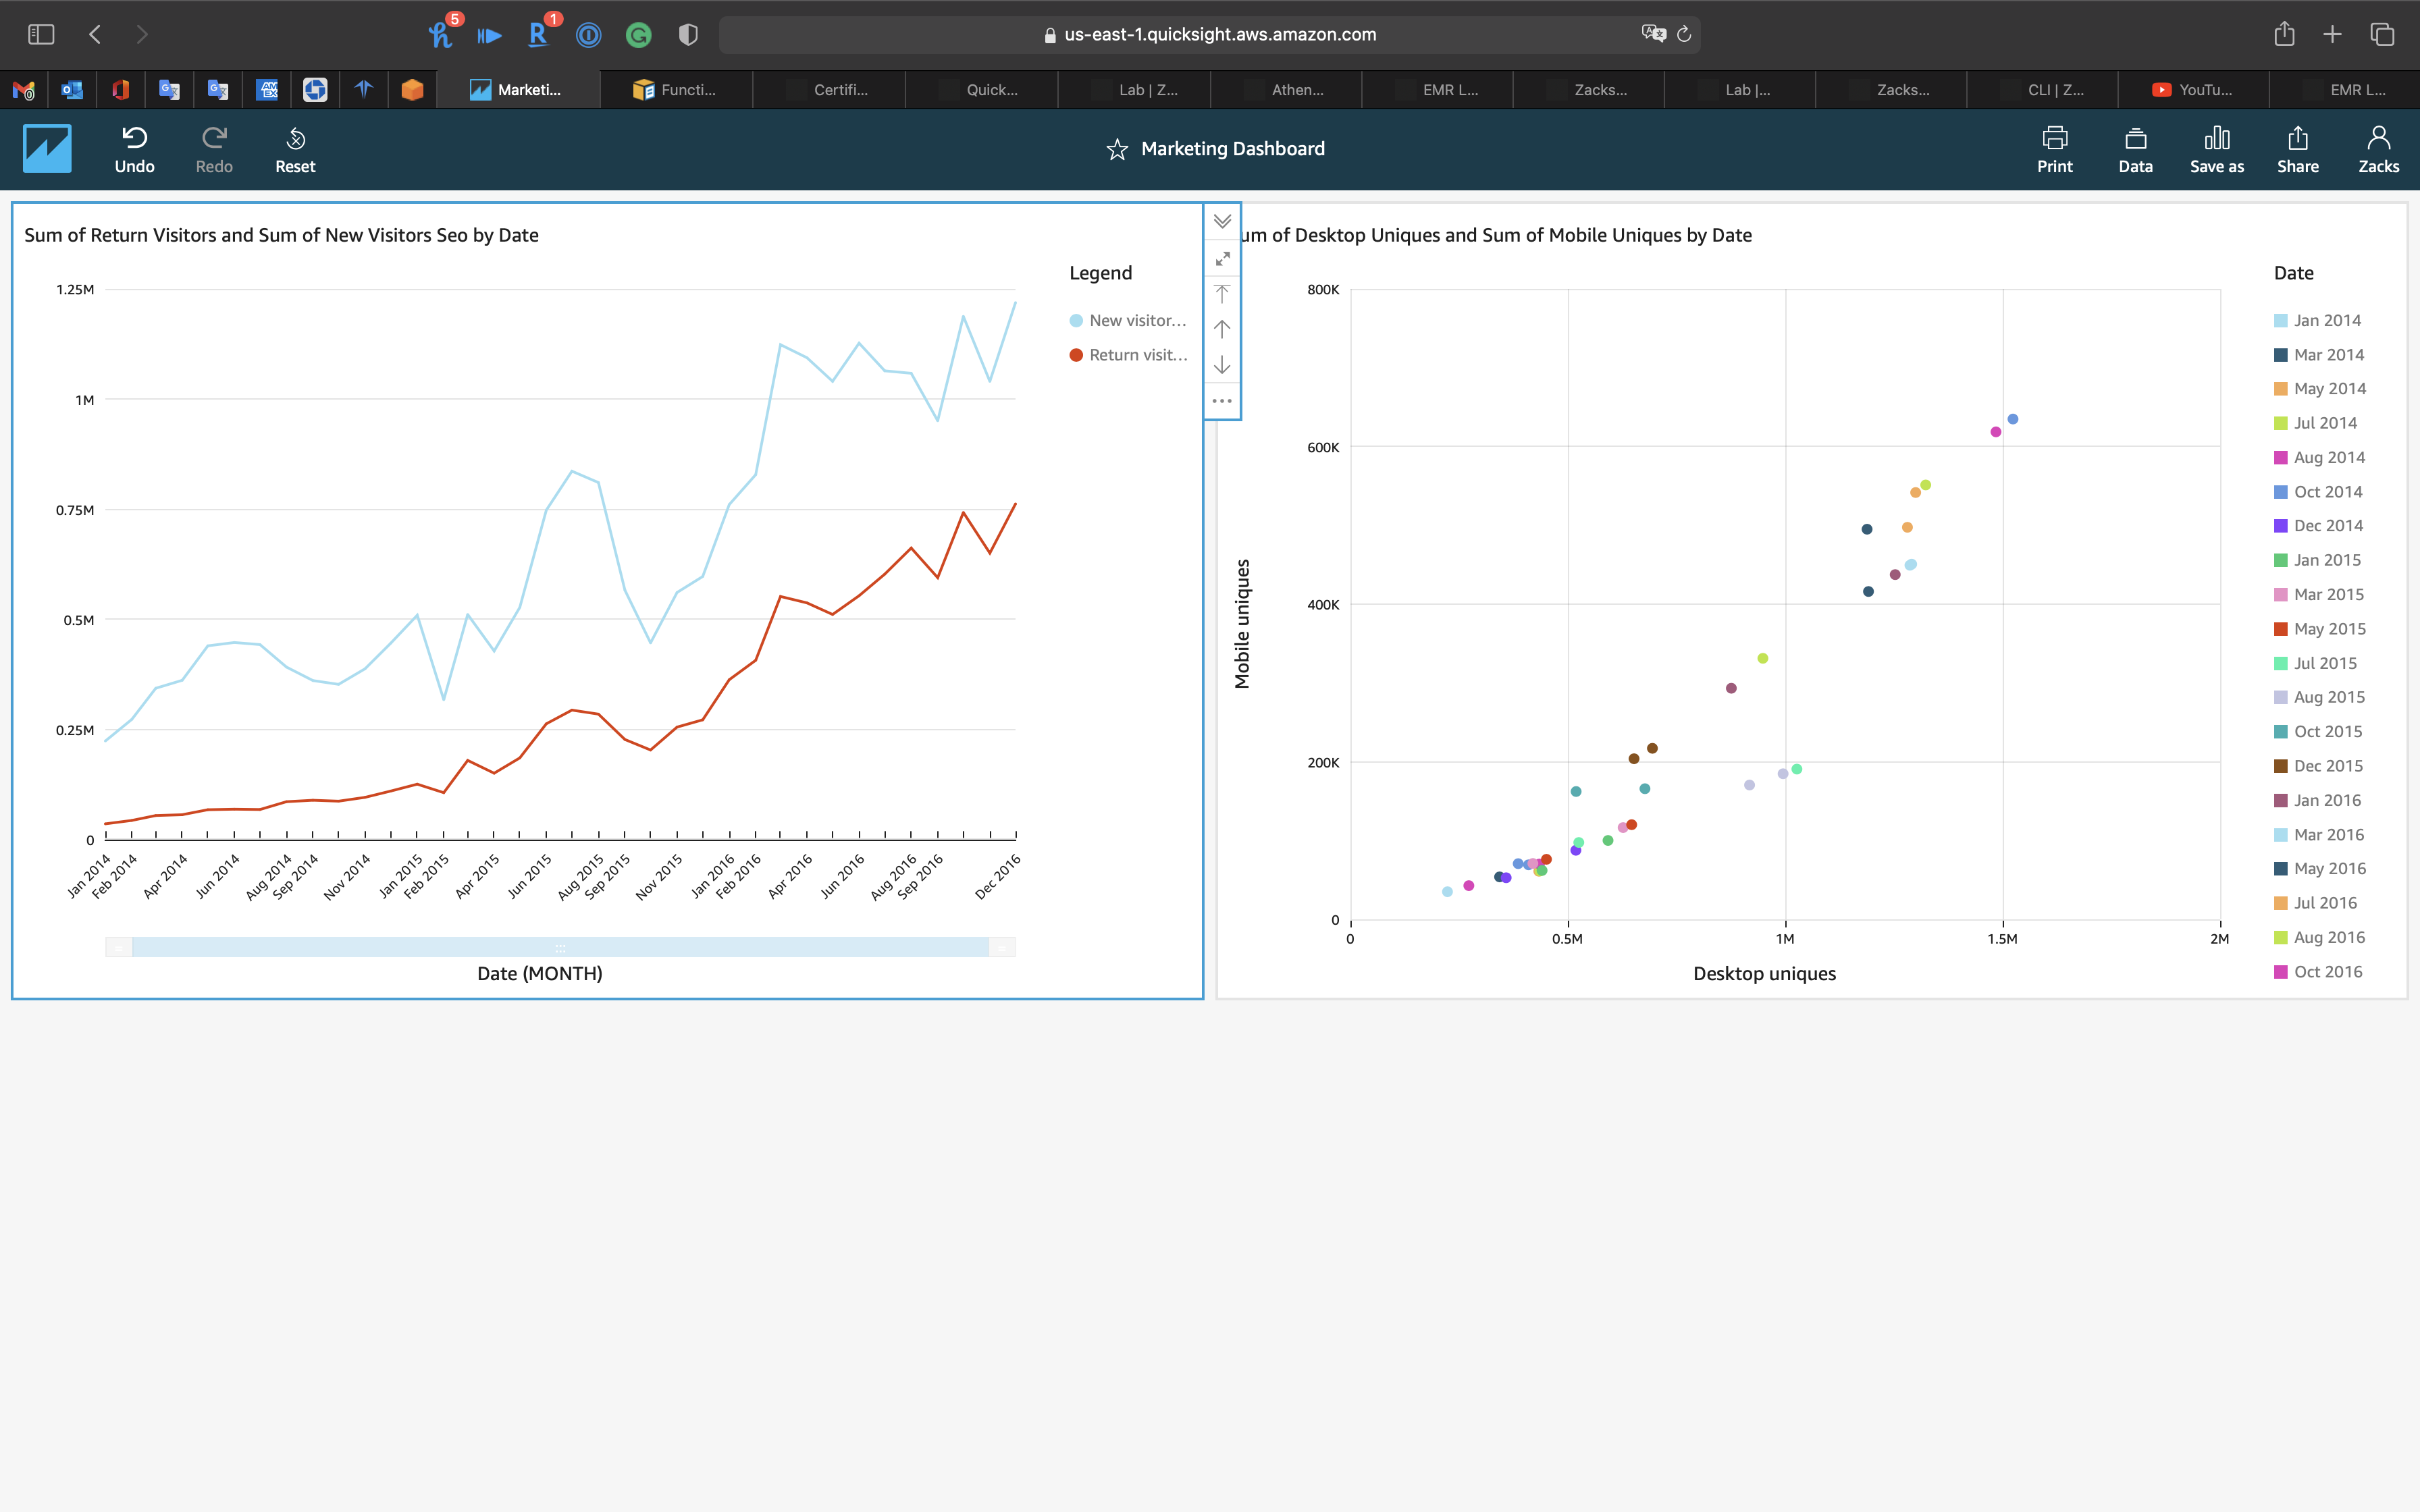 5
1
us-east-1.quicksight.aws.amazon.com
Marketi...
Functi...
Certifi...
Quick...
Lab | Z...
Athen...
EMR L...
Zacks...
Lab |...
Zacks...
CLI | Z...
YouTu...
EMR L...
Undo
Redo
Reset
Marketing Dashboard
Print
Data
Save as
Share
Zacks
Sum of Return Visitors and Sum of New Visitors Seo by Date
Legend
New visitor...
Return visit...
1.25M
1M
0.75M
0.5M
0.25M
0
Jan 2014
Feb 2014
Apr 2014
Jun 2014
Aug 2014
Sep 2014
Nov 2014
Jan 2015
Feb 2015
Apr 2015
Jun 2015
Aug 2015
Sep 2015
Nov 2015
Jan 2016
Feb 2016
Apr 2016
Jun 2016
Aug 2016
Sep 2016
Dec 2016
Date (MONTH)
um of Desktop Uniques and Sum of Mobile Uniques by Date
Mobile uniques
800K
600K
400K
200K
0
0
0.5M
1M
1.5M
2M
Desktop uniques
Date
Jan 2014
Mar 2014
May 2014
Jul 2014
Aug 2014
Oct 2014
Dec 2014
Jan 2015
Mar 2015
May 2015
Jul 2015
Aug 2015
Oct 2015
Dec 2015
Jan 2016
Mar 2016
May 2016
Jul 2016
Aug 2016
Oct 2016